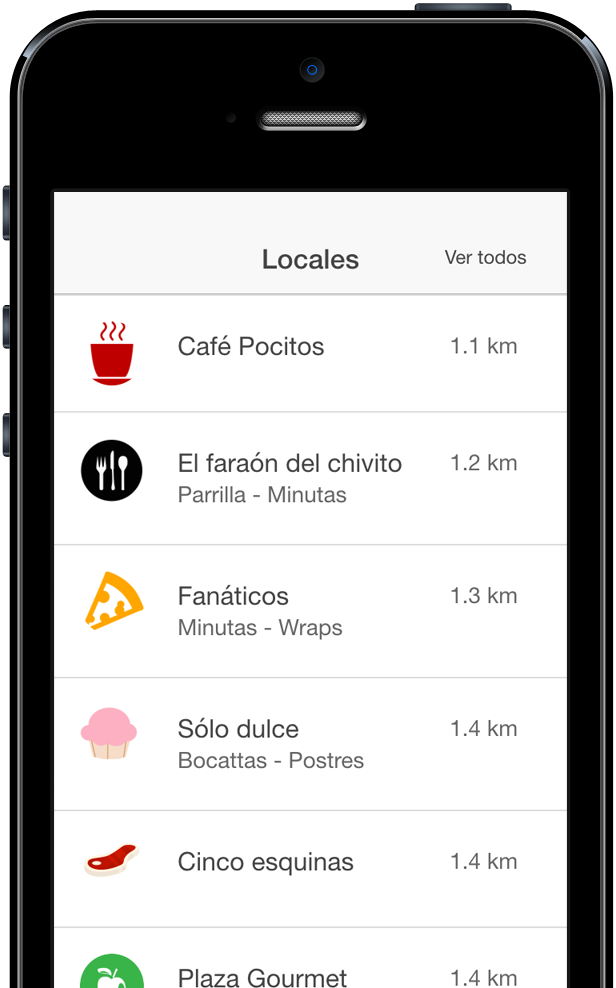 Locales
Ver todos
Café Pocitos
1.1 km
El faraón del chivito
1.2 km
Parrilla - Minutas
Fanáticos
1.3 km
Minutas - Wraps
Sólo dulce
1.4 km
Bocattas - Postres
Cinco esquinas
1.4 km
Plaza Gourmet
1.4 km